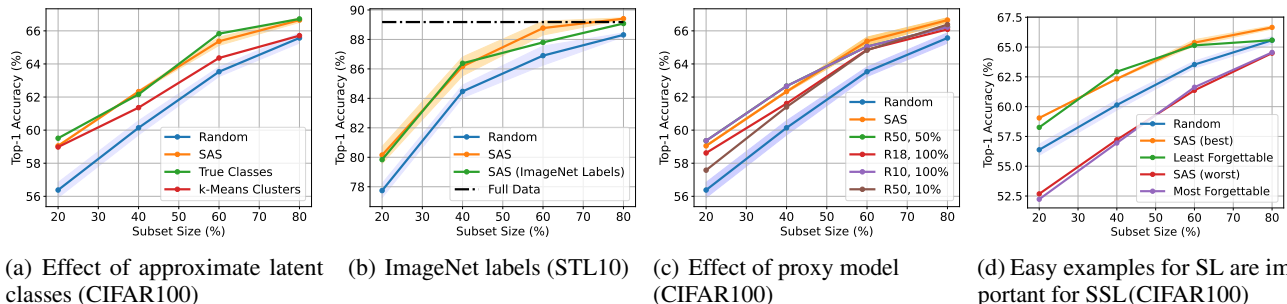 66
64
62
60
58
56
20 30 40 50 60 70 80
Top-1 Accuracy (%)
Subset Size (%)
Random
SAS
True Classes
k-Means Clusters
(a) Effect of approximate latent
classes (CIFAR100)
90
88
86
84
82
80
78
20 30 40 50 60 70 80
Top-1 Accuracy (%)
Subset Size (%)
Random
SAS
SAS (ImageNet Labels)
Full Data
(b) ImageNet labels (STL10)
66
64
62
60
58
56
20 30 40 50 60 70 80
Top-1 Accuracy (%)
Subset Size (%)
Random
SAS
R50, 50%
R18, 100%
R10, 100%
R50, 10%
(c) Effect of proxy model
(CIFAR100)
67.5
65.0
62.5
60.0
57.5
55.0
52.5
20 30 40 50 60 70 80
Top-1 Accuracy (%)
Subset Size (%)
Random
SAS (best)
Least Forgettable
SAS (worst)
Most Forgettable
(d) Easy examples for SL are im
portant for SSL (CIFAR100)